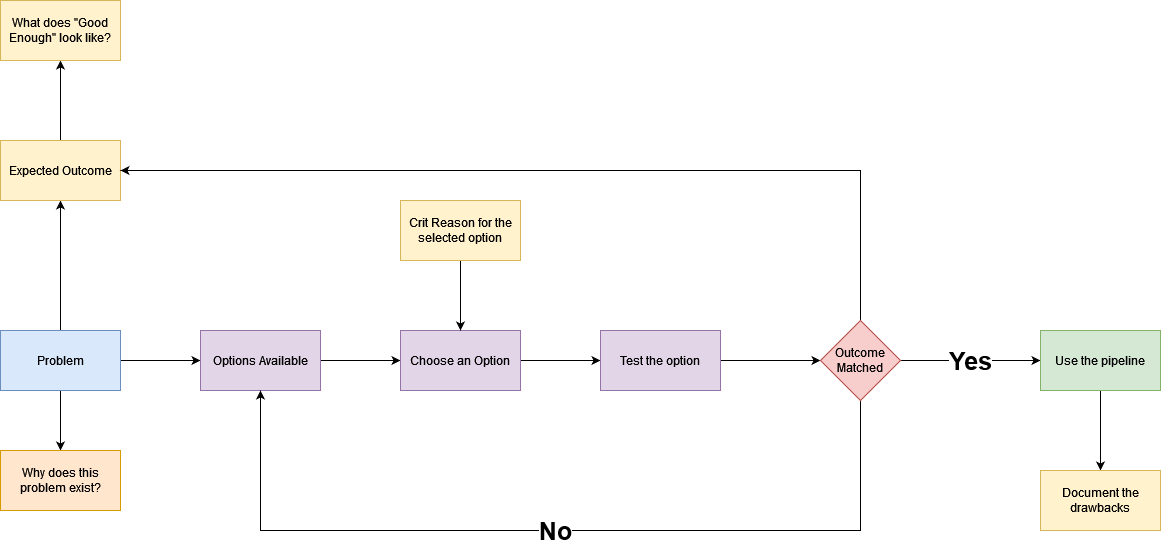 What does "Good
Enough" look like?
Expected Outcome
Crit Reason for the
selected option
Problem
Options Available
Choose an Option
Test the option
Outcome
Matched
Yes
Use the pipeline
Why does this
problem exist?
Document the
drawbacks
No